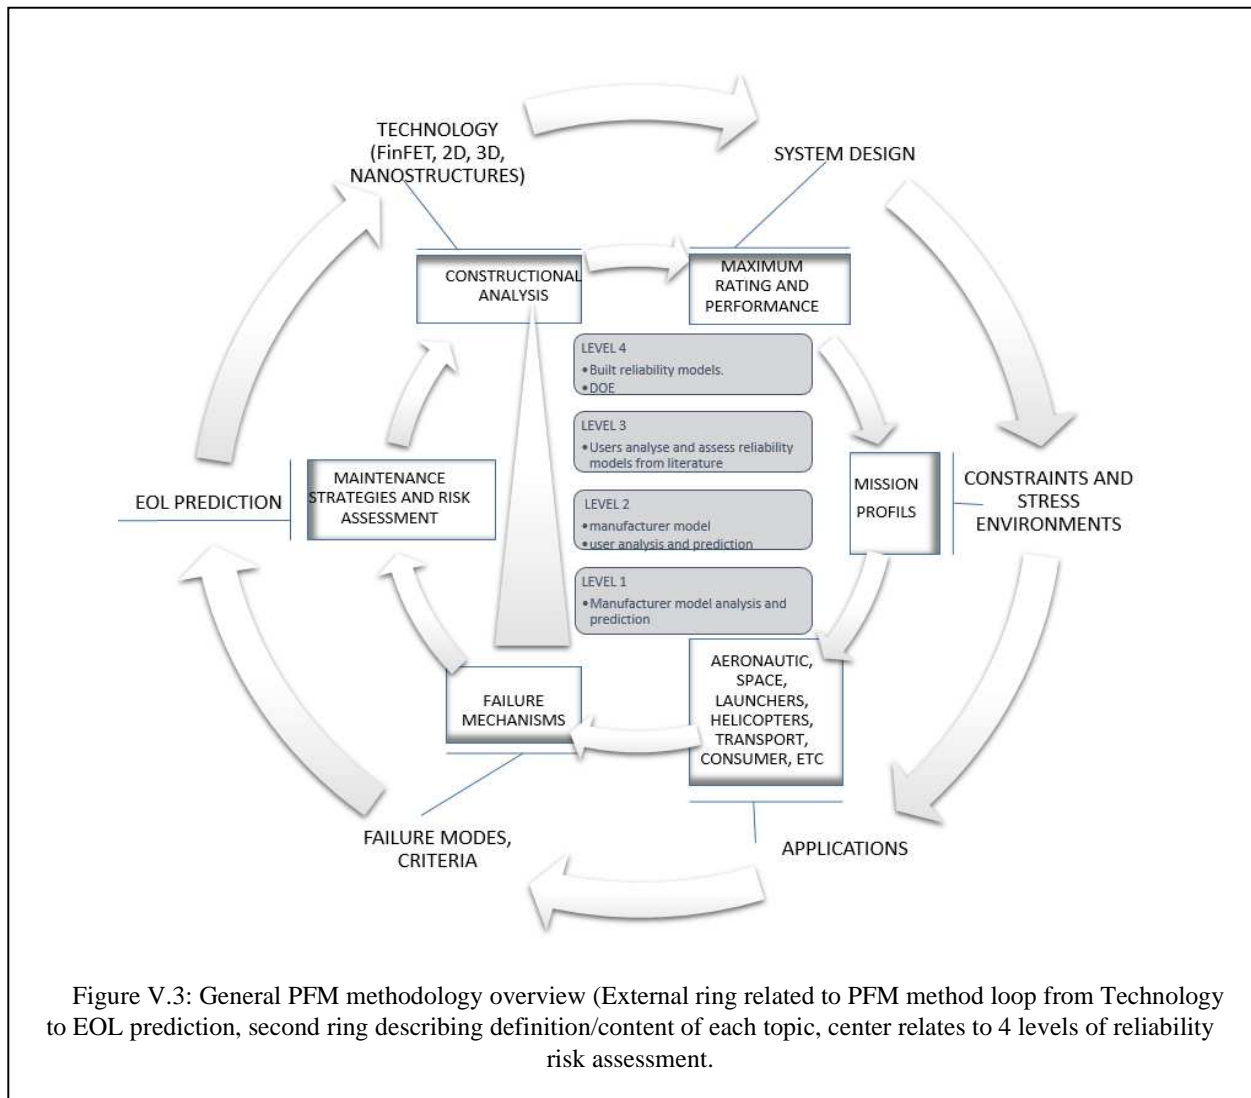 TECHNOLOGY
(FinFET, 2D, 3D,
NANOSTRUCTURES)
SYSTEM DESIGN
CONSTRUCTIONAL
ANALYSIS
MAXIMUM
RATING AND
PERFORMANCE
LEVEL 4
•Built reliability models.
•DOE
LEVEL 3
•Users analyse and assess reliability
models from literature
LEVEL 2
•manufacturer model
•user analysis and prediction
LEVEL 1
•Manufacturer model analysis and
prediction
MISSION
PROFILS
CONSTRAINTS AND
STRESS
ENVIRONMENTS
EOL PREDICTION
MAINTENANCE
STRATEGIES AND RISK
ASSESSMENT
FAILURE
MECHANISMS
AERONAUTIC,
SPACE,
LAUNCHERS,
HELICOPTERS,
TRANSPORT,
CONSUMER, ETC
FAILURE MODES,
CRITERIA
APPLICATIONS
Figure V.3: General PFM methodology overview (External ring related to PFM method loop from Technology
to EOL prediction, second ring describing definition/content of each topic, center relates to 4 levels of reliability
risk assessment.